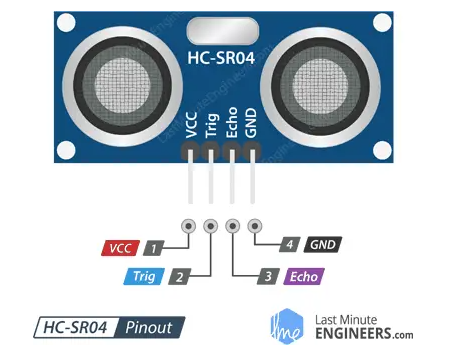 HC-SR04
VCC
Trig
Echo
GND
VCC 1
4 GND
Trig 2
3 Echo
HC-SR04 Pinout
lme
Last Minute
ENGINEERS.com